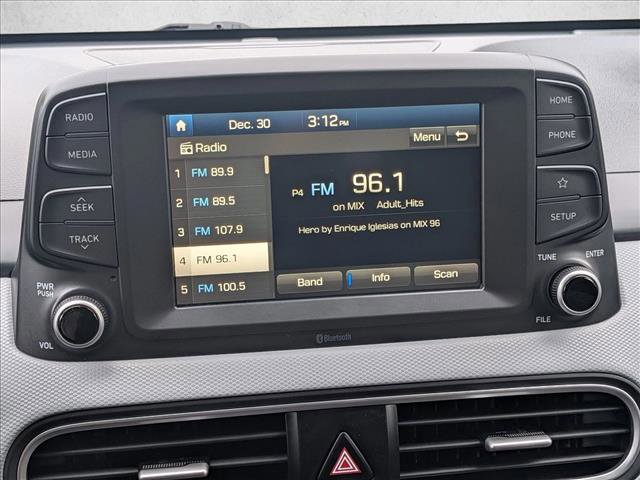 RADIO
MEDIA
SEEK
TRACK
PWR
PUSH
VOL
Dec. 30 3:12 PM
Radio
Menu
1 FM 89.9
2 FM 89.5
3 FM 107.9
4 FM 96.1
5 FM 100.5
P4 FM 96.1
on MIX Adult_Hits
Hero by Enrique Iglesias on MIX 96
Band Info Scan
HOME
PHONE
SETUP
TUNE ENTER
FILE
Bluetooth